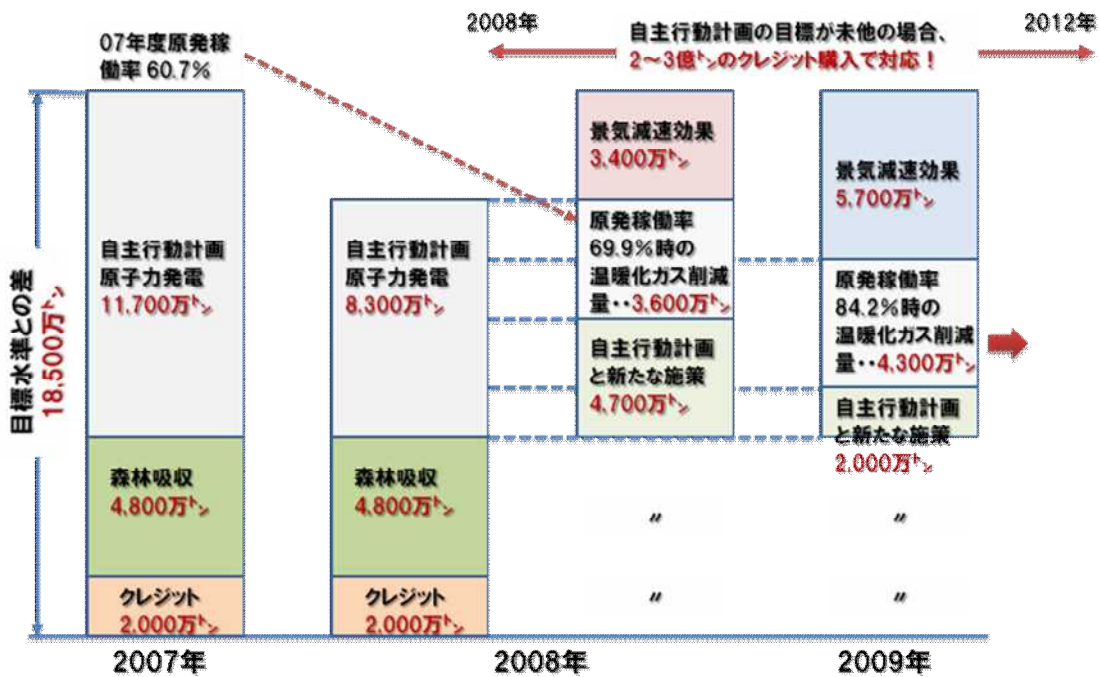 07年度原発稼
働率 60.7%
2008年
2012年
自主行動計画の目標が未他の場合、
2～3億㌧のクレジット購入で対応！
目標水準との差
18,500万㌧
自主行動計画
原子力発電
11,700万㌧
森林吸収
4,800万㌧
クレジット
2,000万㌧
自主行動計画
原子力発電
8,300万㌧
森林吸収
4,800万㌧
クレジット
2,000万㌧
景気減速効果
3,400万㌧
原発稼働率
69.9%時の
温暖化ガス削減
量‥3,600万㌧
自主行動計画
と新たな施策
4,700万㌧
〃
〃
景気減速効果
5,700万㌧
原発稼働率
84.2%時の
温暖化ガス削減
量‥4,300万㌧
自主行動計画
と新たな施策
2,000万㌧
〃
〃
2007年
2008年
2009年